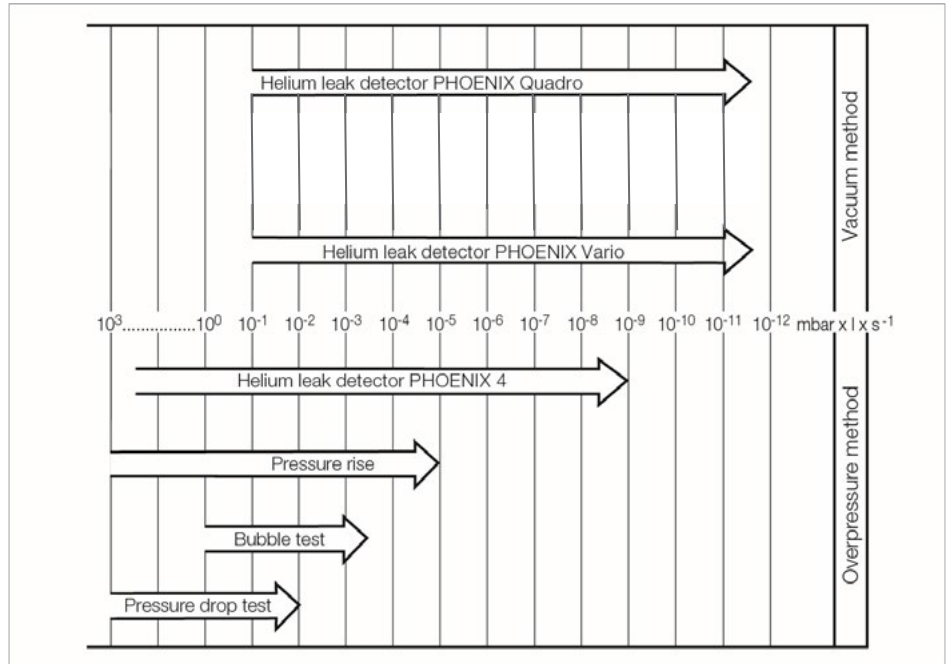 Helium leak detector PHOENIX Quadro
Vacuum method
Helium leak detector PHOENIX Vario
10³...............10⁰ 10⁻¹ 10⁻² 10⁻³ 10⁻⁴ 10⁻⁵ 10⁻⁶ 10⁻⁷ 10⁻⁸ 10⁻⁹ 10⁻¹⁰ 10⁻¹¹ 10⁻¹² mbar x l x s⁻¹
Helium leak detector PHOENIX 4
Pressure rise
Overpressure method
Bubble test
Pressure drop test